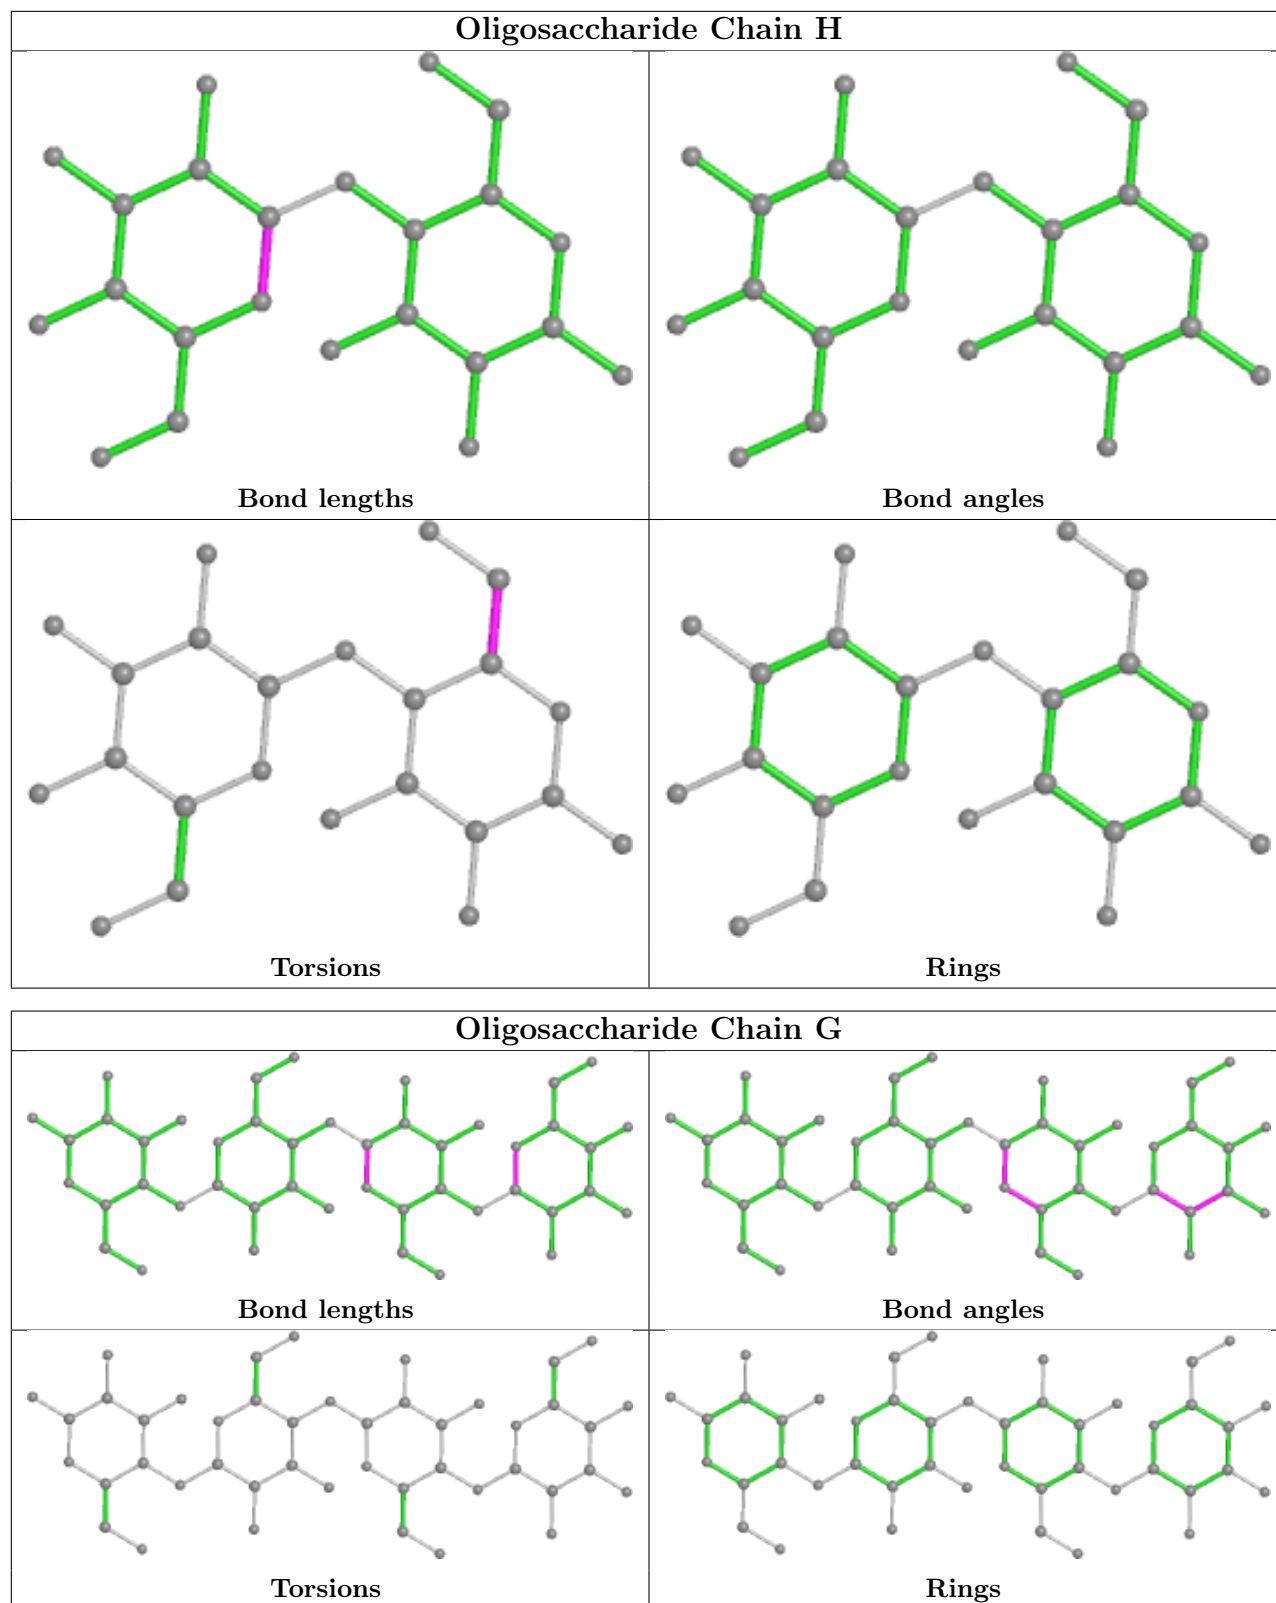 Oligosaccharide Chain H
Bond lengths
Bond angles
Torsions
Rings
Oligosaccharide Chain G
Bond lengths
Bond angles
Torsions
Rings